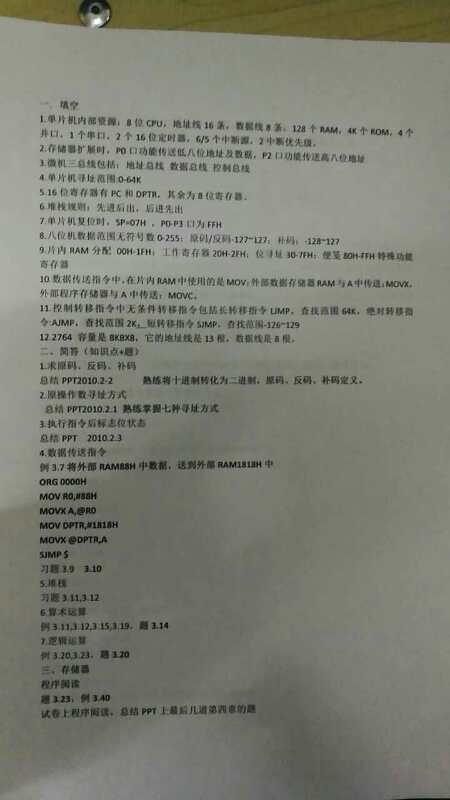 一、填空
1.单片机内部资源：8 位 CPU，地址线 16 条，数据线 8 条；128 个 RAM，4K 个 ROM，4 个
并口，1 个串口，2 个 16 位定时器，6/5 个中断源，2 中断优先级。
2.存储器扩展时，P0 口功能传送低八位地址及数据，P2 口功能传送高八位地址
3.微机三总线包括：地址总线 数据总线 控制总线
4.单片机寻址范围:0-64K
5.16 位寄存器有 PC 和 DPTR，其余为 8 位寄存器。
6.堆栈规则：先进后出，后进先出
7.单片机复位时，SP=07H ，P0-P3 口为 FFH
8.八位机数据范围无符号数 0-255；原码/反码-127~127；补码：-128~127
9.片内 RAM 分配 00H-1FH：工作寄存器 20H-2FH：位寻址 30-7FH：便笺 80H-FFH 特殊功能
寄存器
10.数据传送指令中，在片内 RAM 中使用的是 MOV；外部数据存储器 RAM 与 A 中传送：MOVX，
外部程序存储器与 A 中传送：MOVC。
11.控制转移指令中无条件转移指令包括长转移指令 LJMP，查找范围 64K，绝对转移指
令:AJMP，查找范围 2K，短转移指令 SJMP，查找范围-126~129
12.2764 容量是 8KBX8，它的地址线是 13 根，数据线是 8 根。
二、简答（知识点+题）
1.求原码、反码、补码
总结 PPT2010.2-2 熟练将十进制转化为二进制，原码、反码、补码定义。
2.原操作数寻址方式
总结 PPT2010.2.1 熟练掌握七种寻址方式
3.执行指令后标志位状态
总结 PPT 2010.2.3
4.数据传送指令
例 3.7 将外部 RAM88H 中数据，送到外部 RAM1818H 中
ORG 0000H
MOV R0,#88H
MOVX A,@R0
MOV DPTR,#1818H
MOVX @DPTR,A
SJMP $
习题 3.9 3.10
5.堆栈
习题 3.11,3.12
6.算术运算
例 3.11,3.12,3.15,3.19，题 3.14
7.逻辑运算
例 3.20,3.23，题 3.20
三、存储器
程序阅读
题 3.23；例 3.40
试卷上程序阅读，总结 PPT 上最后几道第四章的题